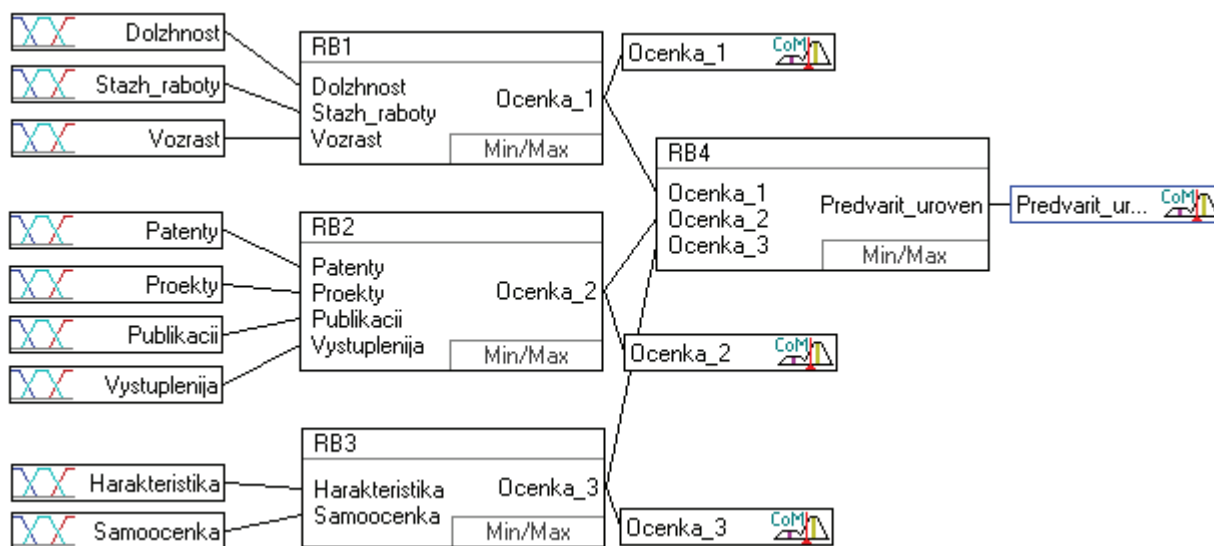 Dolzhnost
Stazh_raboty
Vozrast
RB1
Dolzhnost
Stazh_raboty
Vozrast
Ocenka_1
Min/Max
Ocenka_1
CoM
Patenty
Proekty
Publikacii
Vystuplenija
RB2
Patenty
Proekty
Publikacii
Vystuplenija
Ocenka_2
Min/Max
Ocenka_2
CoM
Harakteristika
Samoocenka
RB3
Harakteristika
Samoocenka
Ocenka_3
Min/Max
Ocenka_3
CoM
RB4
Ocenka_1
Ocenka_2
Ocenka_3
Predvarit_uroven
Min/Max
Predvarit_ur...
CoM